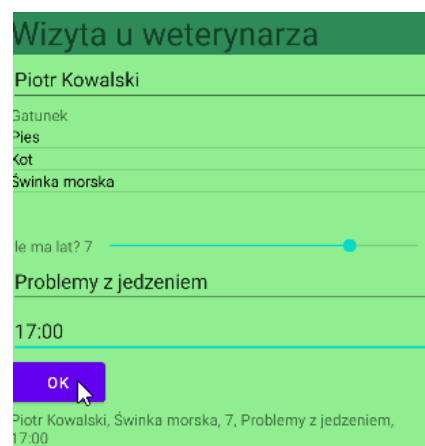 Wizyta u weterynarza
Piotr Kowalski
Gatunek
Pies
Kot
Świnka morska
Ile ma lat? 7
Problemy z jedzeniem
17:00
OK
Piotr Kowalski, Świnka morska, 7, Problemy z jedzeniem,
17:00